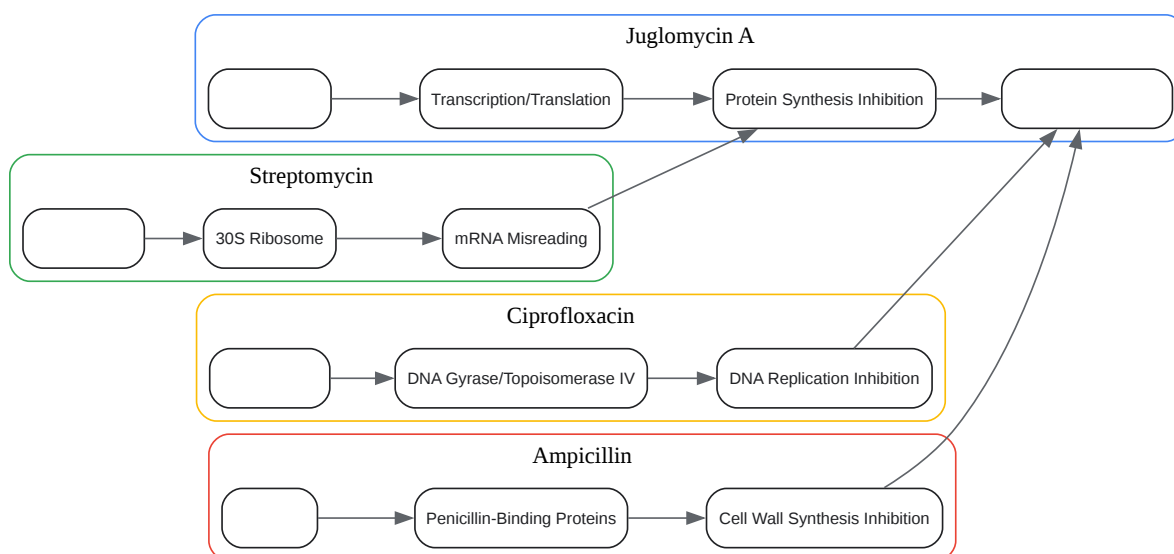 Juglomycin A
Transcription/Translation
Protein Synthesis Inhibition
Streptomycin
30S Ribosome
mRNA Misreading
Ciprofloxacin
DNA Gyrase/Topoisomerase IV
DNA Replication Inhibition
Ampicillin
Penicillin-Binding Proteins
Cell Wall Synthesis Inhibition